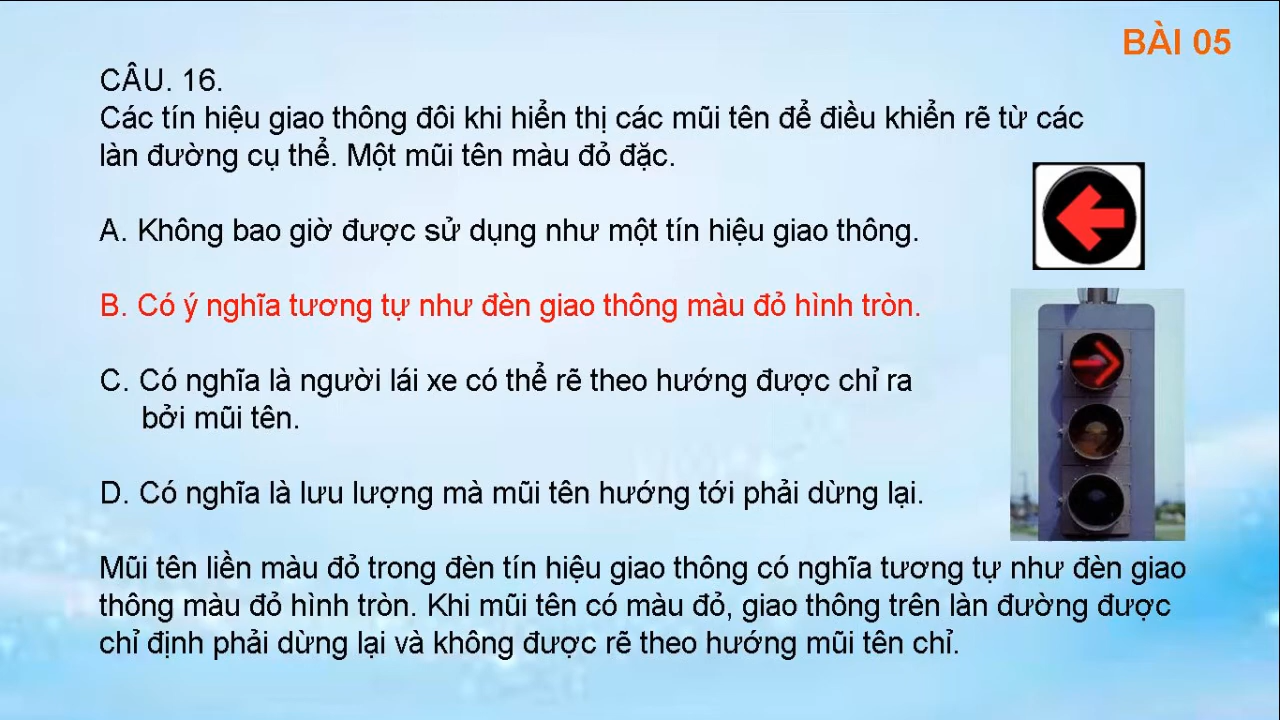 BÀI 05
CÂU. 16.
Các tín hiệu giao thông đôi khi hiển thị các mũi tên để điều khiển rẽ từ các
làn đường cụ thể. Một mũi tên màu đỏ đặc.
A. Không bao giờ được sử dụng như một tín hiệu giao thông.
B. Có ý nghĩa tương tự như đèn giao thông màu đỏ hình tròn.
C. Có nghĩa là người lái xe có thể rẽ theo hướng được chỉ ra
bởi mũi tên.
D. Có nghĩa là lưu lượng mà mũi tên hướng tới phải dừng lại.
Mũi tên liền màu đỏ trong đèn tín hiệu giao thông có nghĩa tương tự như đèn giao
thông màu đỏ hình tròn. Khi mũi tên có màu đỏ, giao thông trên làn đường được
chỉ định phải dừng lại và không được rẽ theo hướng mũi tên chỉ.